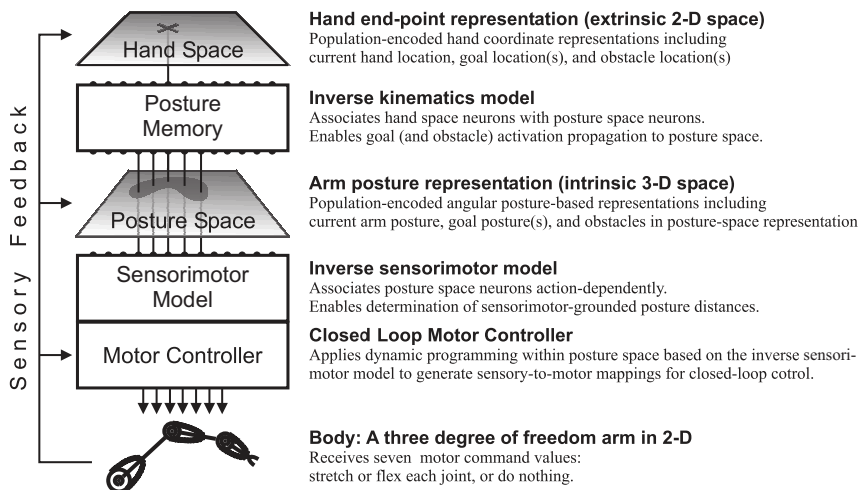 Sensory Feedback
Hand Space
Hand end-point representation (extrinsic 2-D space)
Population-encoded hand coordinate representations including
current hand location, goal location(s), and obstacle location(s)
Posture
Memory
Inverse kinematics model
Associates hand space neurons with posture space neurons.
Enables goal (and obstacle) activation propagation to posture space.
Posture Space
Arm posture representation (intrinsic 3-D space)
Population-encoded angular posture-based representations including
current arm posture, goal posture(s), and obstacles in posture-space representation
Sensorimotor
Model
Inverse sensorimotor model
Associates posture space neurons action-dependently.
Enables determination of sensorimotor-grounded posture distances.
Motor Controller
Closed Loop Motor Controller
Applies dynamic programming within posture space based on the inverse sensori-
motor model to generate sensory-to-motor mappings for closed-loop cotrol.
Body: A three degree of freedom arm in 2-D
Receives seven motor command values:
stretch or flex each joint, or do nothing.